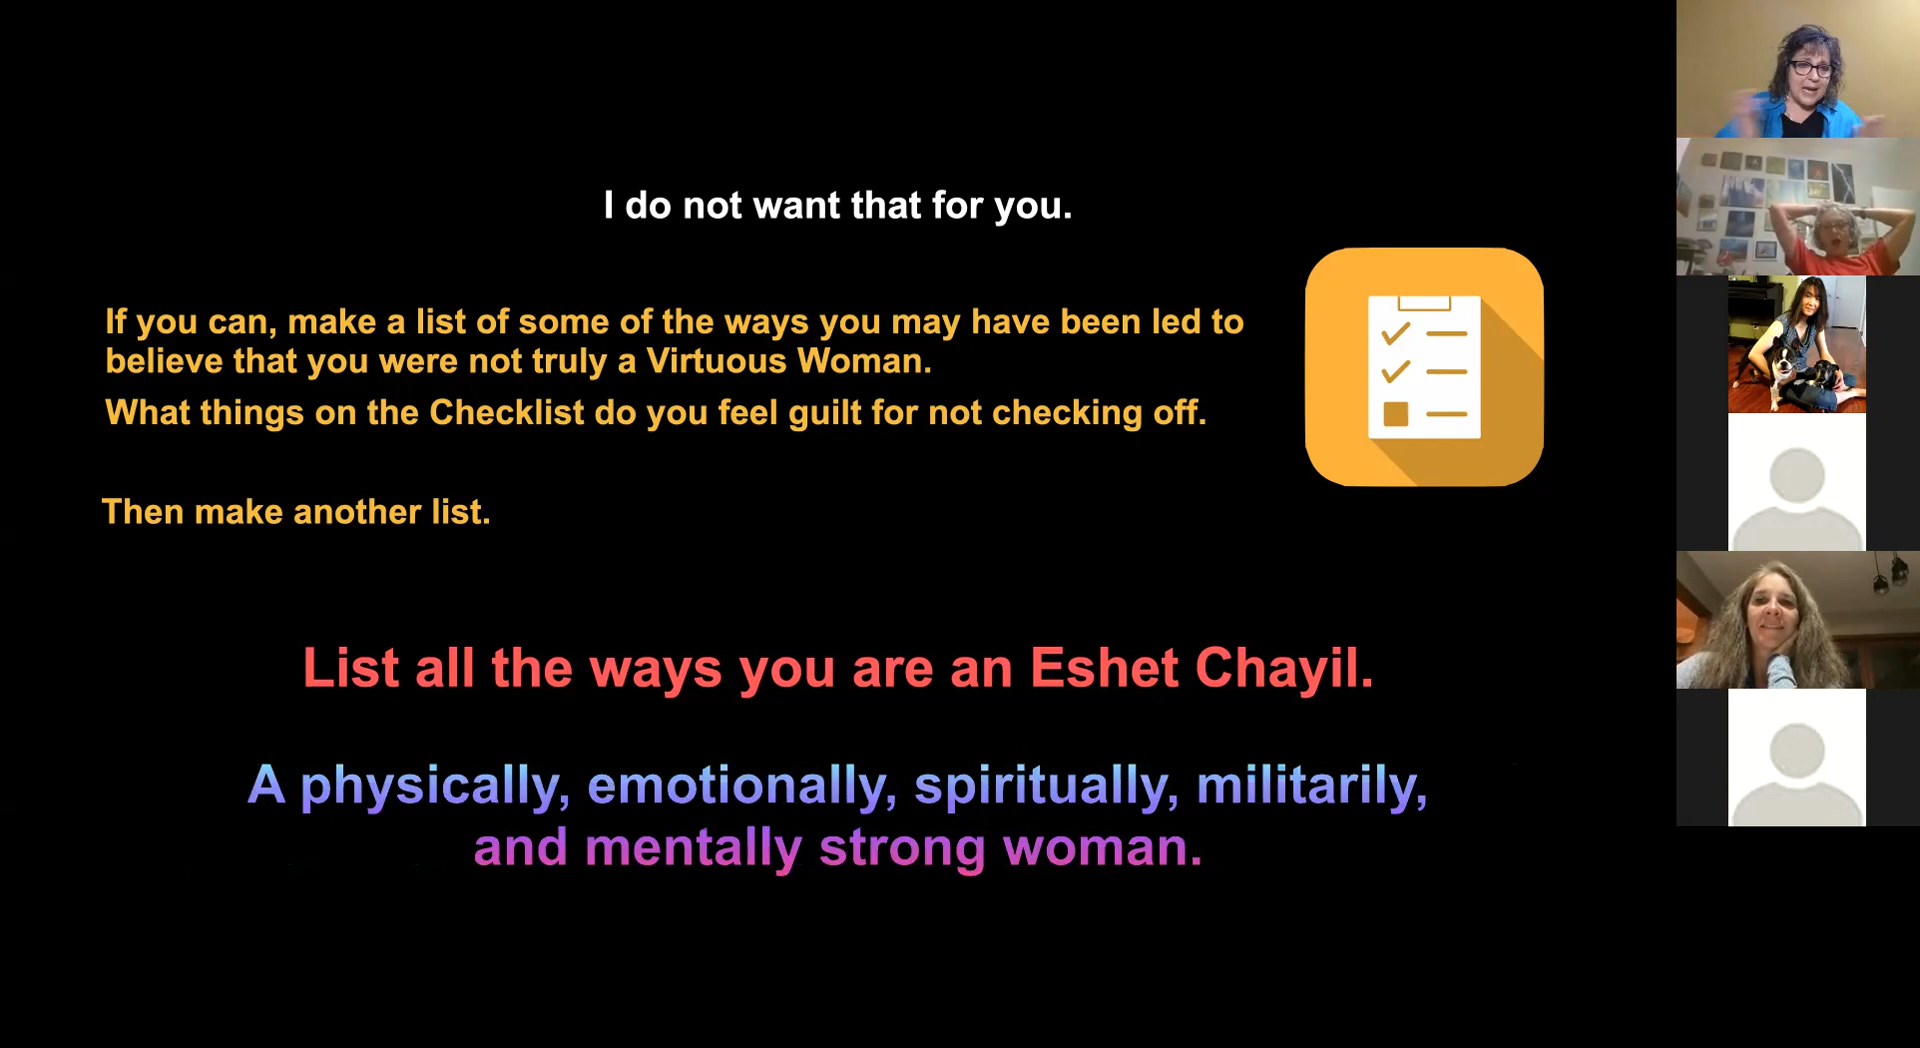 I do not want that for you.
If you can, make a list of some of the ways you may have been led to
believe that you were not truly a Virtuous Woman.
What things on the Checklist do you feel guilt for not checking off.
Then make another list.
List all the ways you are an Eshet Chayil.
A physically, emotionally, spiritually, militarily,
and mentally strong woman.